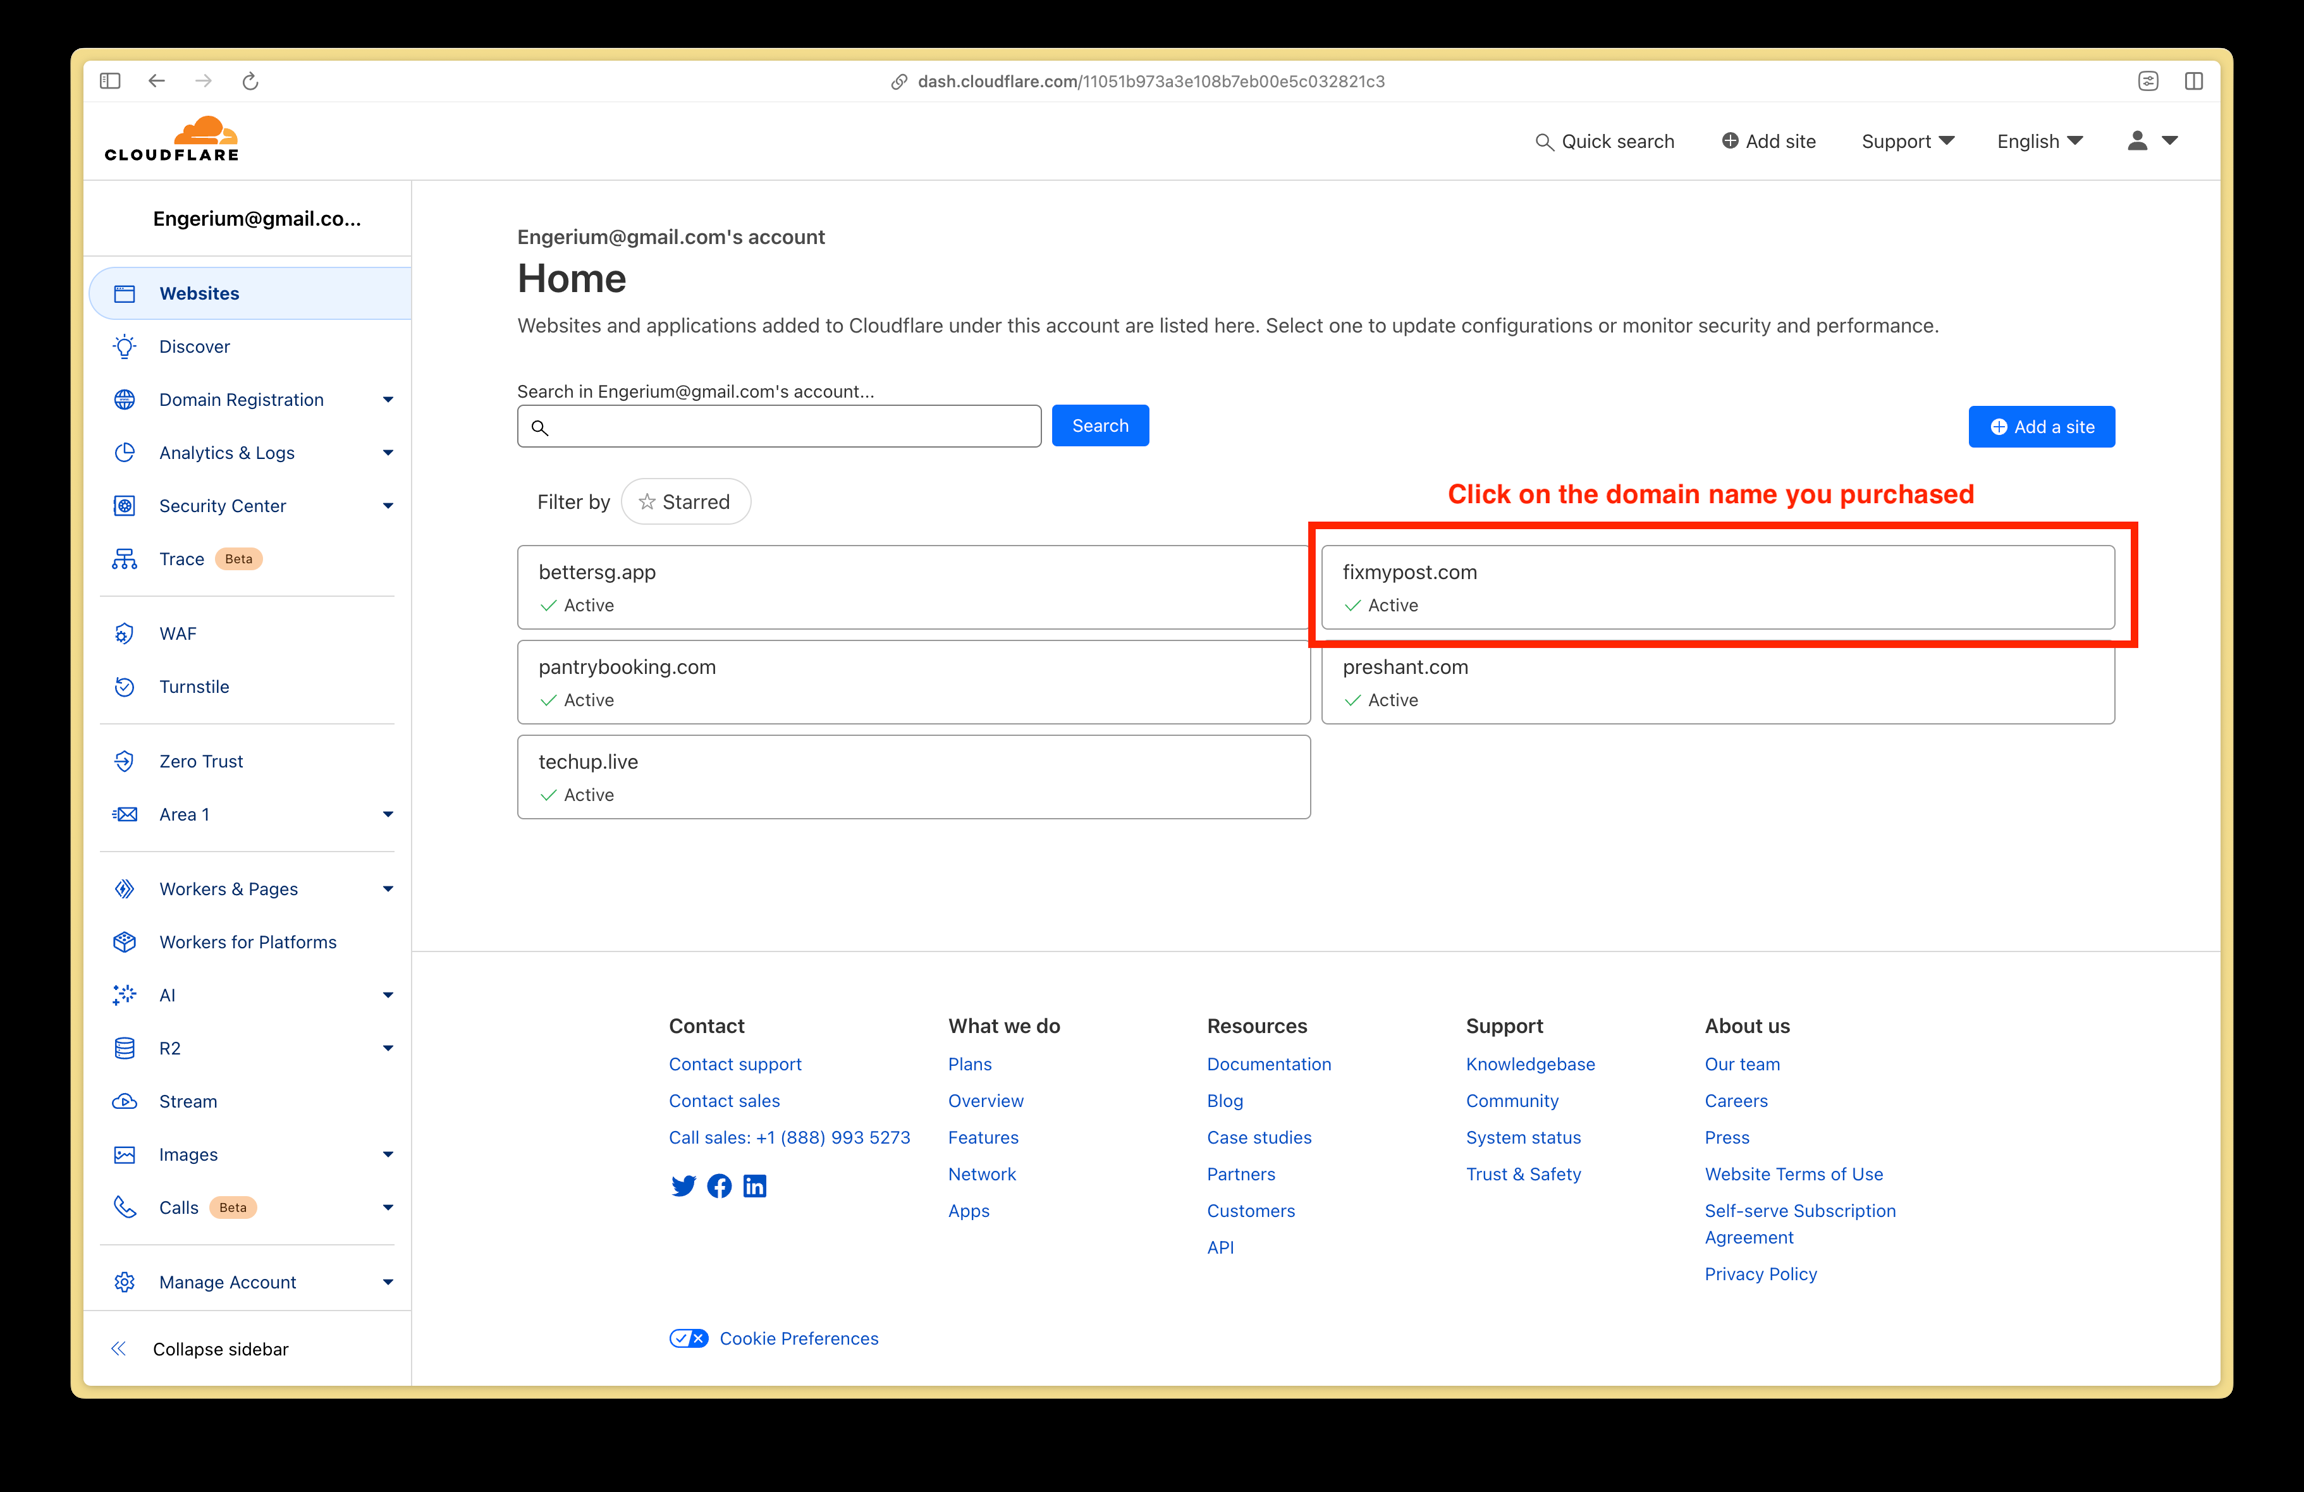 dash.cloudflare.com/11051b973a3e108b7eb00e5c032821c3
CLOUDFLARE
Quick search
Add site
Support
English
Engerium@gmail.co...
Websites
Discover
Domain Registration
Analytics & Logs
Security Center
Trace Beta
WAF
Turnstile
Zero Trust
Area 1
Workers & Pages
Workers for Platforms
AI
R2
Stream
Images
Calls Beta
Manage Account
Collapse sidebar
Engerium@gmail.com's account
Home
Websites and applications added to Cloudflare under this account are listed here. Select one to update configurations or monitor security and performance.
Search in Engerium@gmail.com's account...
Search
Add a site
Filter by
Starred
Click on the domain name you purchased
bettersg.app
Active
fixmypost.com
Active
pantrybooking.com
Active
preshant.com
Active
techup.live
Active
Contact
Contact support
Contact sales
Call sales: +1 (888) 993 5273
What we do
Plans
Overview
Features
Network
Apps
Resources
Documentation
Blog
Case studies
Partners
Customers
API
Support
Knowledgebase
Community
System status
Trust & Safety
About us
Our team
Careers
Press
Website Terms of Use
Self-serve Subscription
Agreement
Privacy Policy
Cookie Preferences